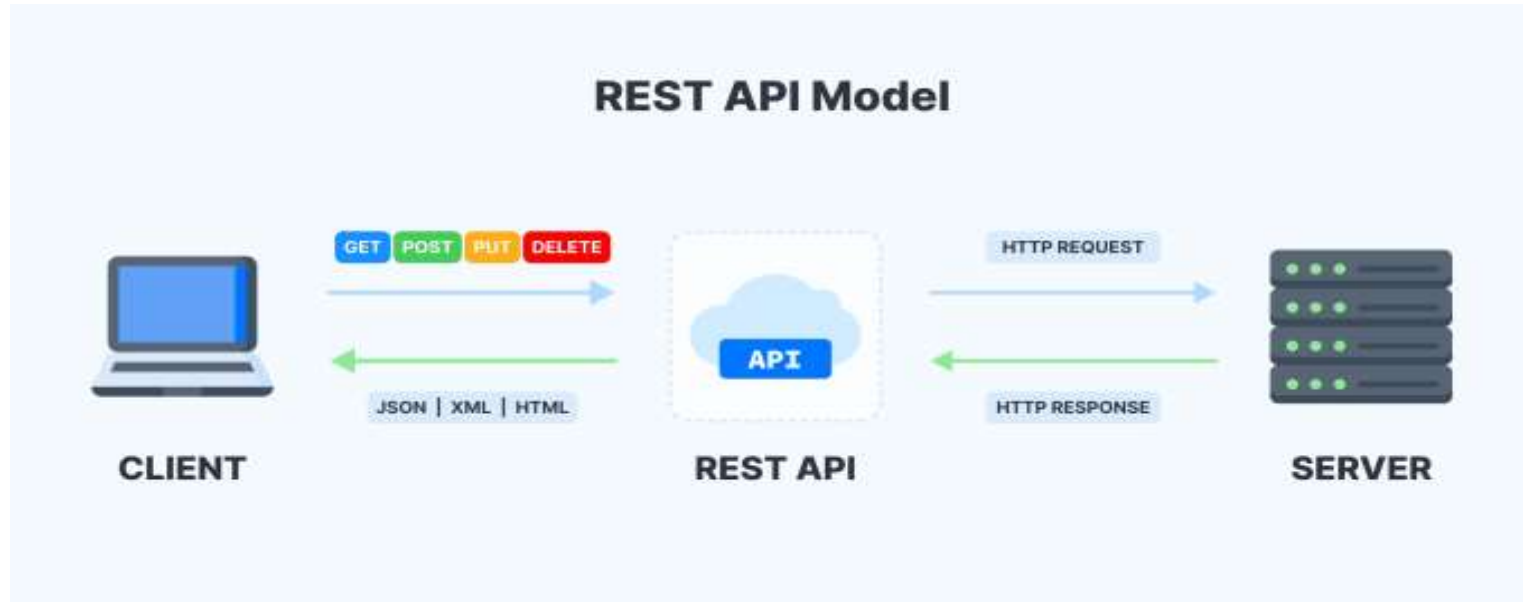 REST API Model
GET POST PUT DELETE
HTTP REQUEST
API
JSON | XML | HTML
HTTP RESPONSE
CLIENT
REST API
SERVER